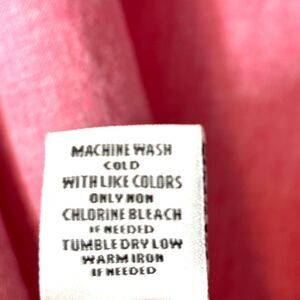 MACHINE WASH
COLD
WITH LIKE COLORS
ONLY NON
CHLORINE BLEACH
IF NEEDED
TUMBLE DRY LOW
WARM IRON
IF NEEDED